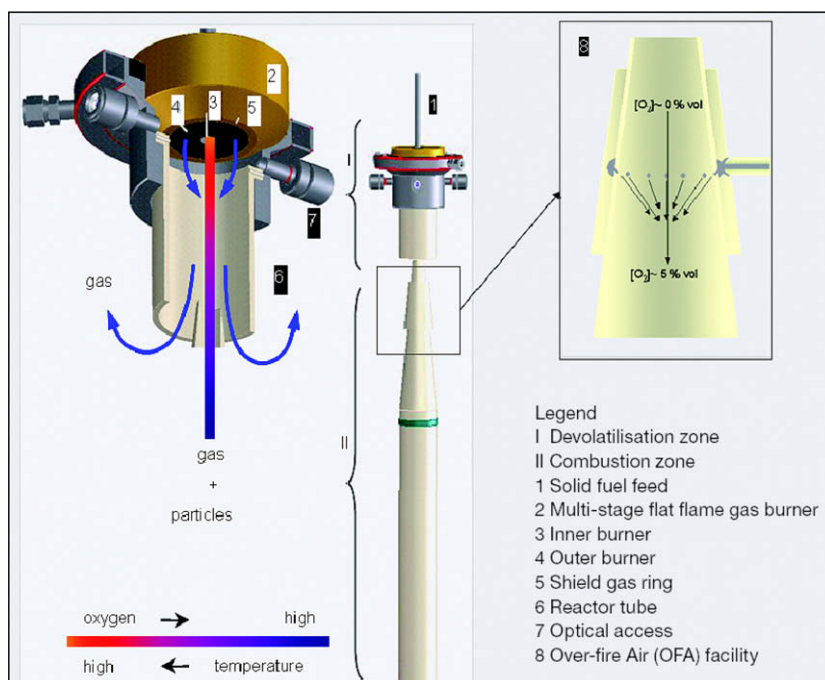 2
3
4
5
1
I
7
6
gas
gas
+
particles
II
oxygen → high
high ← temperature
8
[O₂]~ 0 % vol
[O₂]~ 5 % vol
Legend
I Devolatilisation zone
II Combustion zone
1 Solid fuel feed
2 Multi-stage flat flame gas burner
3 Inner burner
4 Outer burner
5 Shield gas ring
6 Reactor tube
7 Optical access
8 Over-fire Air (OFA) facility